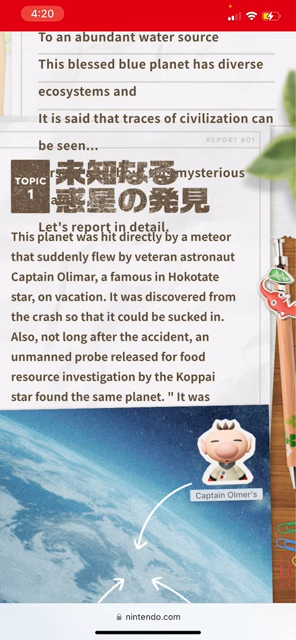 4:20
To an abundant water source
This blessed blue planet has diverse
ecosystems and
It is said that traces of civilization can
be seen...
REPORT #01
mysterious
TOPIC
1
未知なる
惑星の発見
Let's report in detail.
This planet was hit directly by a meteor
that suddenly flew by veteran astronaut
Captain Olimar, a famous in Hokotate
star, on vacation. It was discovered from
the crash so that it could be sucked in.
Also, not long after the accident, an
unmanned probe released for food
resource investigation by the Koppai
star found the same planet. " It was
Captain Olmer's
nintendo.com